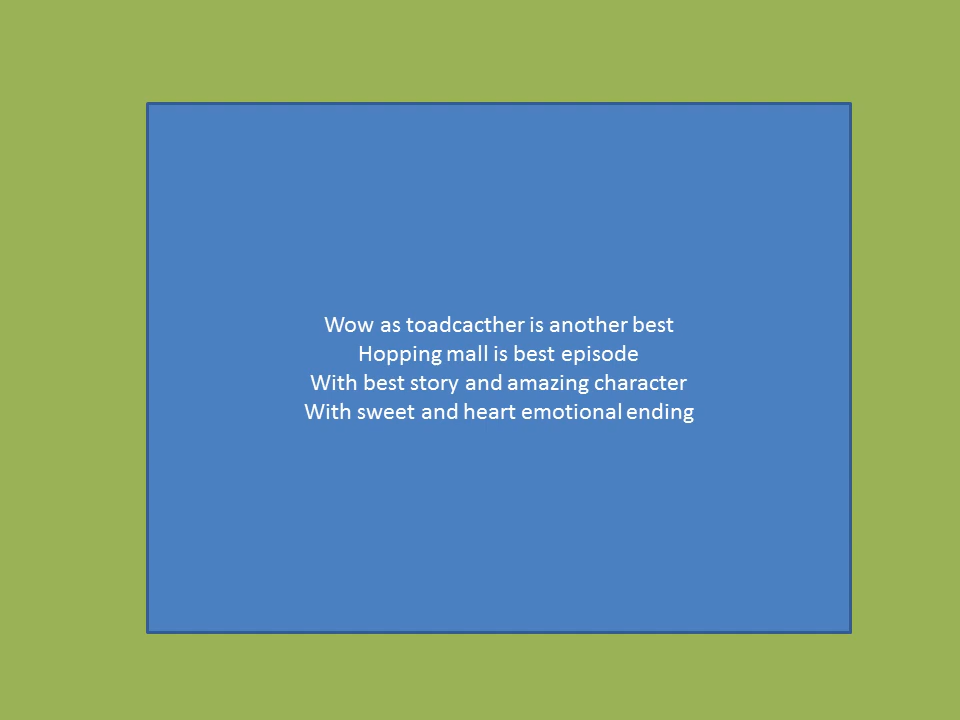 Wow as toadcacther is another best
Hopping mall is best episode
With best story and amazing character
With sweet and heart emotional ending